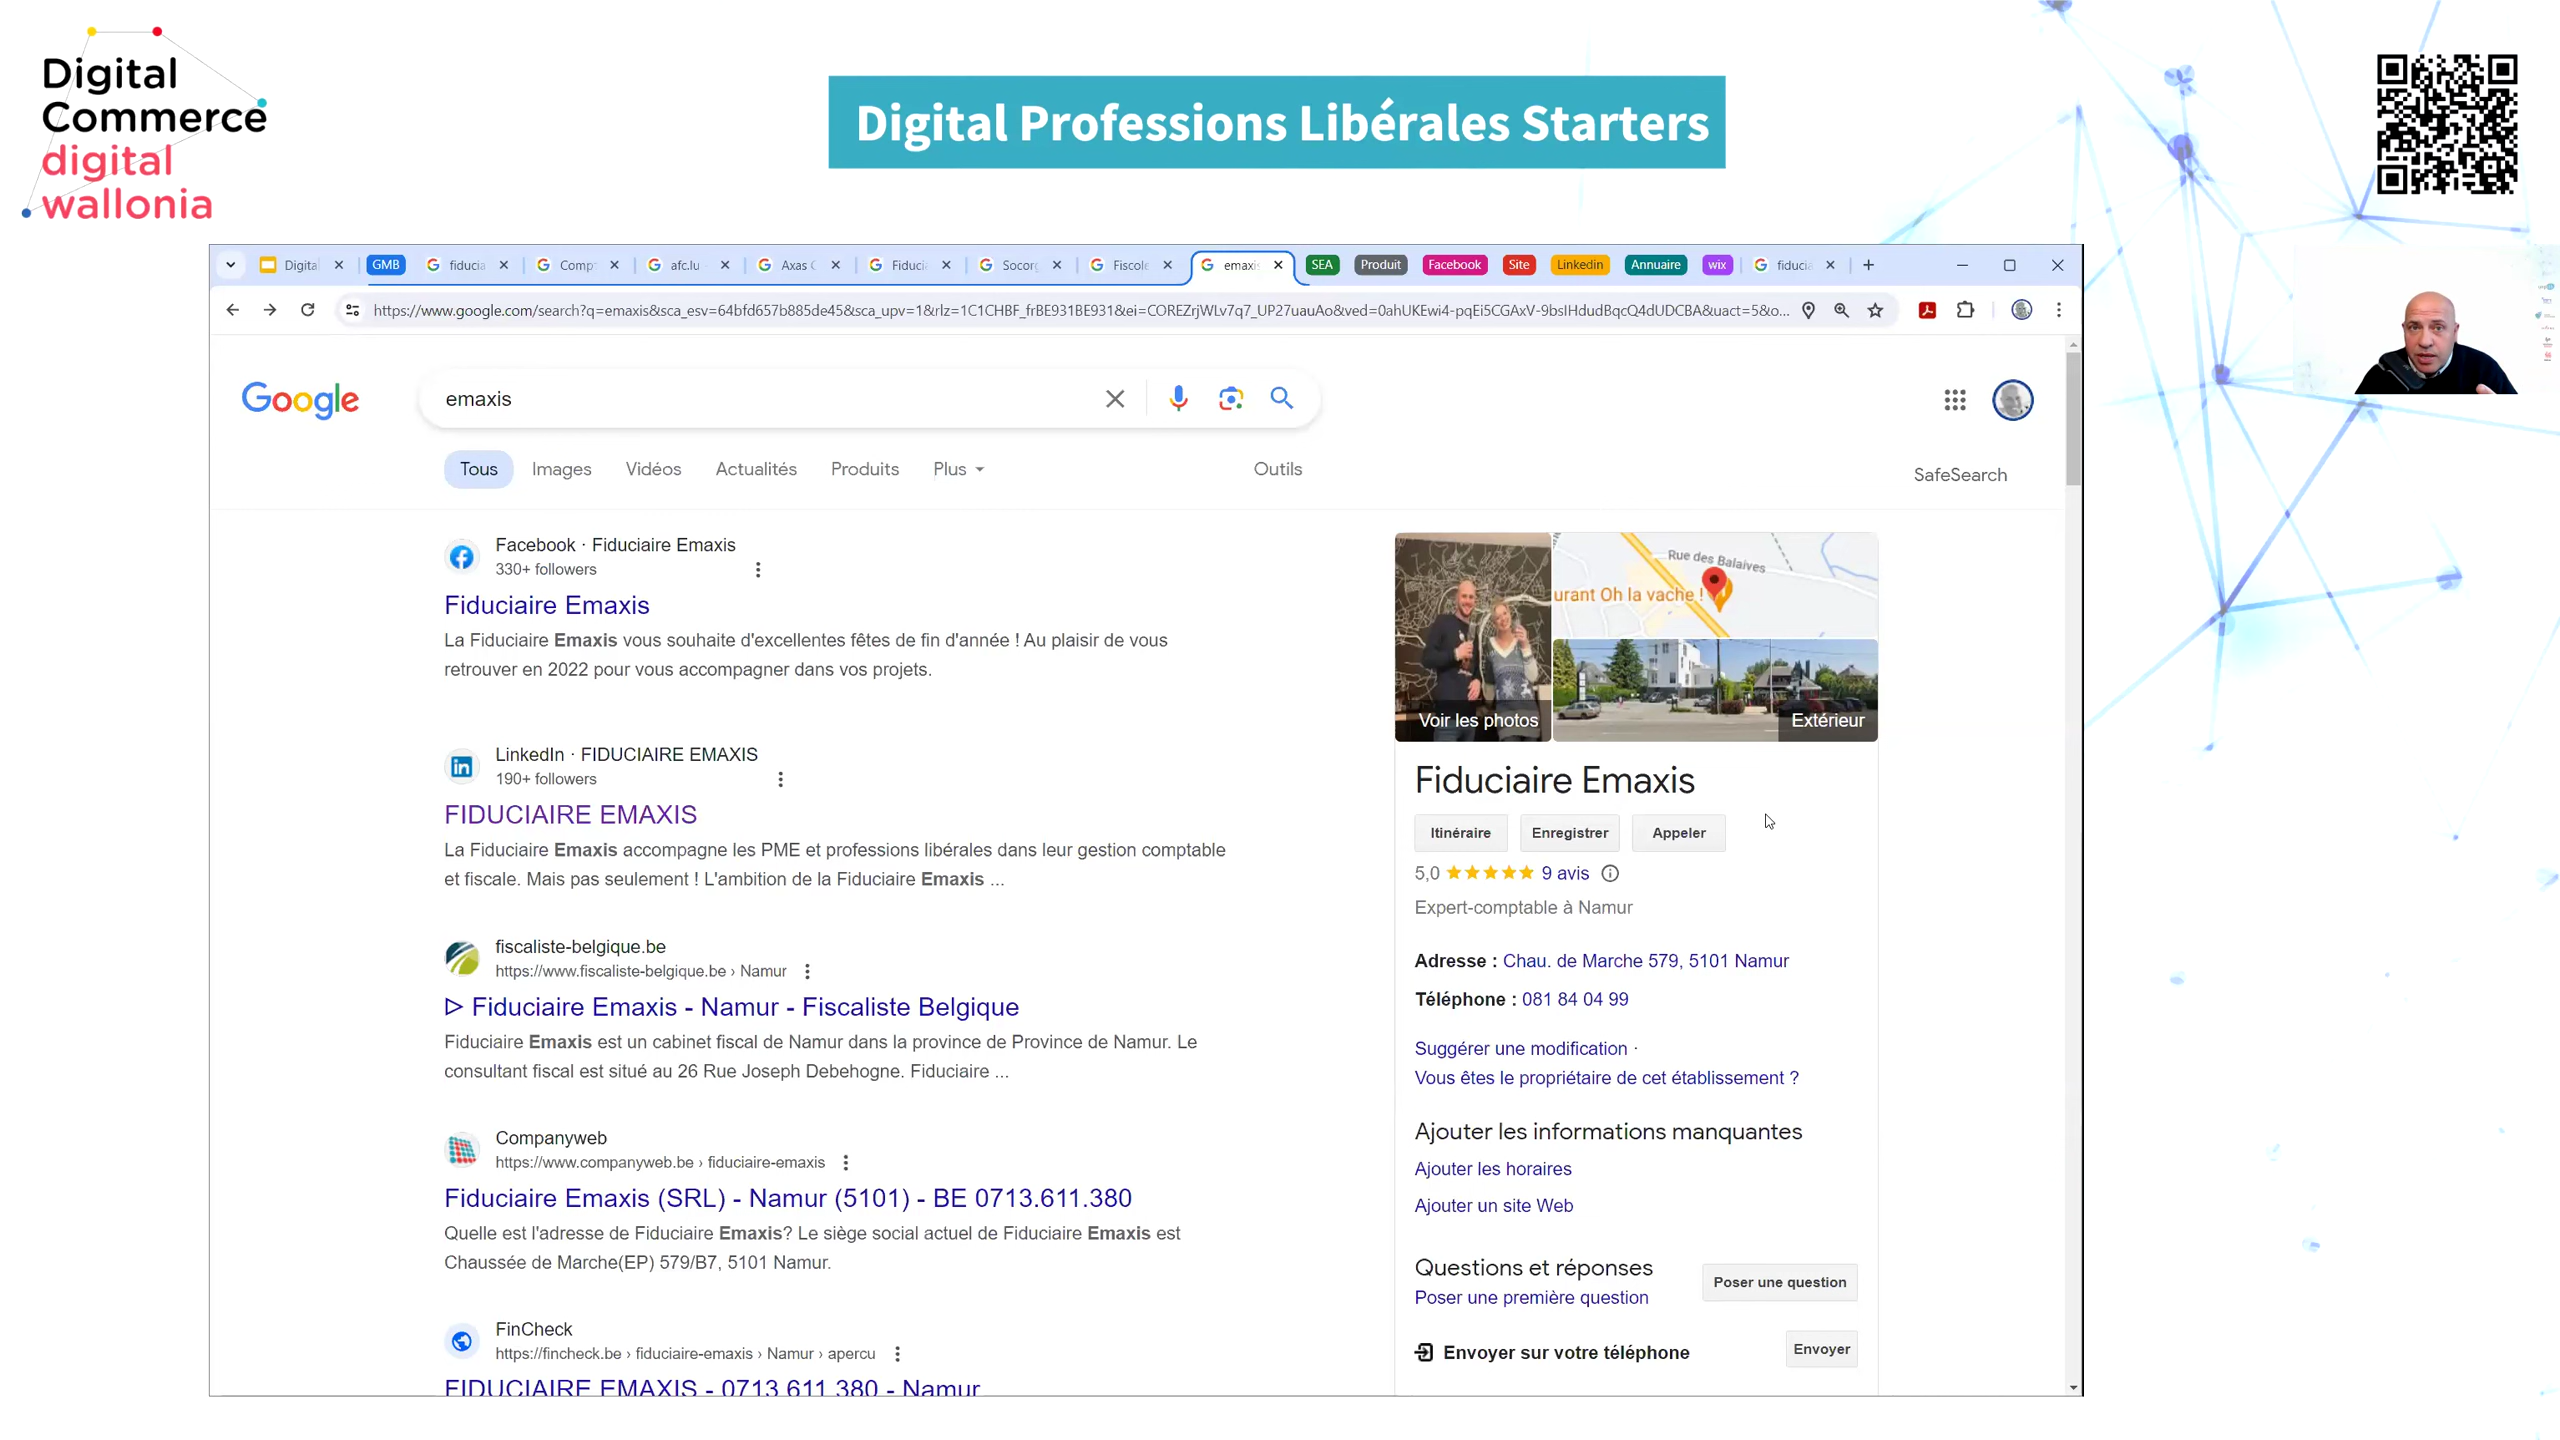 Digital
Commerce
digital
wallonia
Digital Professions Libérales Starters
Digital
GMB
fiducia
Comp
afc.lu
Axas C
Fiducia
Socorg
Fiscole
emaxis
SEA
Produit
Facebook
Site
Linkedin
Annuaire
wix
fiducia
https://www.google.com/search?q=emaxis&sca_esv=64bfd657b885de45&sca_upv=1&rlz=1C1CHBF_frBE931BE931&ei=COREZrjWLv7q7_UP27uauAo&ved=0ahUKEwi4-pqEi5CGAxV-9bsIHdudBqcQ4dUDCBA&uact=5&o...
Google
emaxis
Tous
Images
Vidéos
Actualités
Produits
Plus
Outils
SafeSearch
Facebook · Fiduciaire Emaxis
330+ followers
Fiduciaire Emaxis
La Fiduciaire Emaxis vous souhaite d'excellentes fêtes de fin d'année ! Au plaisir de vous
retrouver en 2022 pour vous accompagner dans vos projets.
LinkedIn · FIDUCIAIRE EMAXIS
190+ followers
FIDUCIAIRE EMAXIS
La Fiduciaire Emaxis accompagne les PME et professions libérales dans leur gestion comptable
et fiscale. Mais pas seulement ! L'ambition de la Fiduciaire Emaxis ...
fiscaliste-belgique.be
https://www.fiscaliste-belgique.be › Namur
ᐅ Fiduciaire Emaxis - Namur - Fiscaliste Belgique
Fiduciaire Emaxis est un cabinet fiscal de Namur dans la province de Province de Namur. Le
consultant fiscal est situé au 26 Rue Joseph Debehogne. Fiduciaire ...
Companyweb
https://www.companyweb.be › fiduciaire-emaxis
Fiduciaire Emaxis (SRL) - Namur (5101) - BE 0713.611.380
Quelle est l'adresse de Fiduciaire Emaxis? Le siège social actuel de Fiduciaire Emaxis est
Chaussée de Marche(EP) 579/B7, 5101 Namur.
FinCheck
https://fincheck.be › fiduciaire-emaxis › Namur › apercu
FIDUCIAIRE EMAXIS - 0713 611 380 - Namur
Rue des Balaives
urant Oh la vache !
Voir les photos
Extérieur
Fiduciaire Emaxis
Itinéraire
Enregistrer
Appeler
5,0
9 avis
Expert-comptable à Namur
Adresse : Chau. de Marche 579, 5101 Namur
Téléphone : 081 84 04 99
Suggérer une modification ·
Vous êtes le propriétaire de cet établissement ?
Ajouter les informations manquantes
Ajouter les horaires
Ajouter un site Web
Questions et réponses
Poser une première question
Poser une question
Envoyer sur votre téléphone
Envoyer